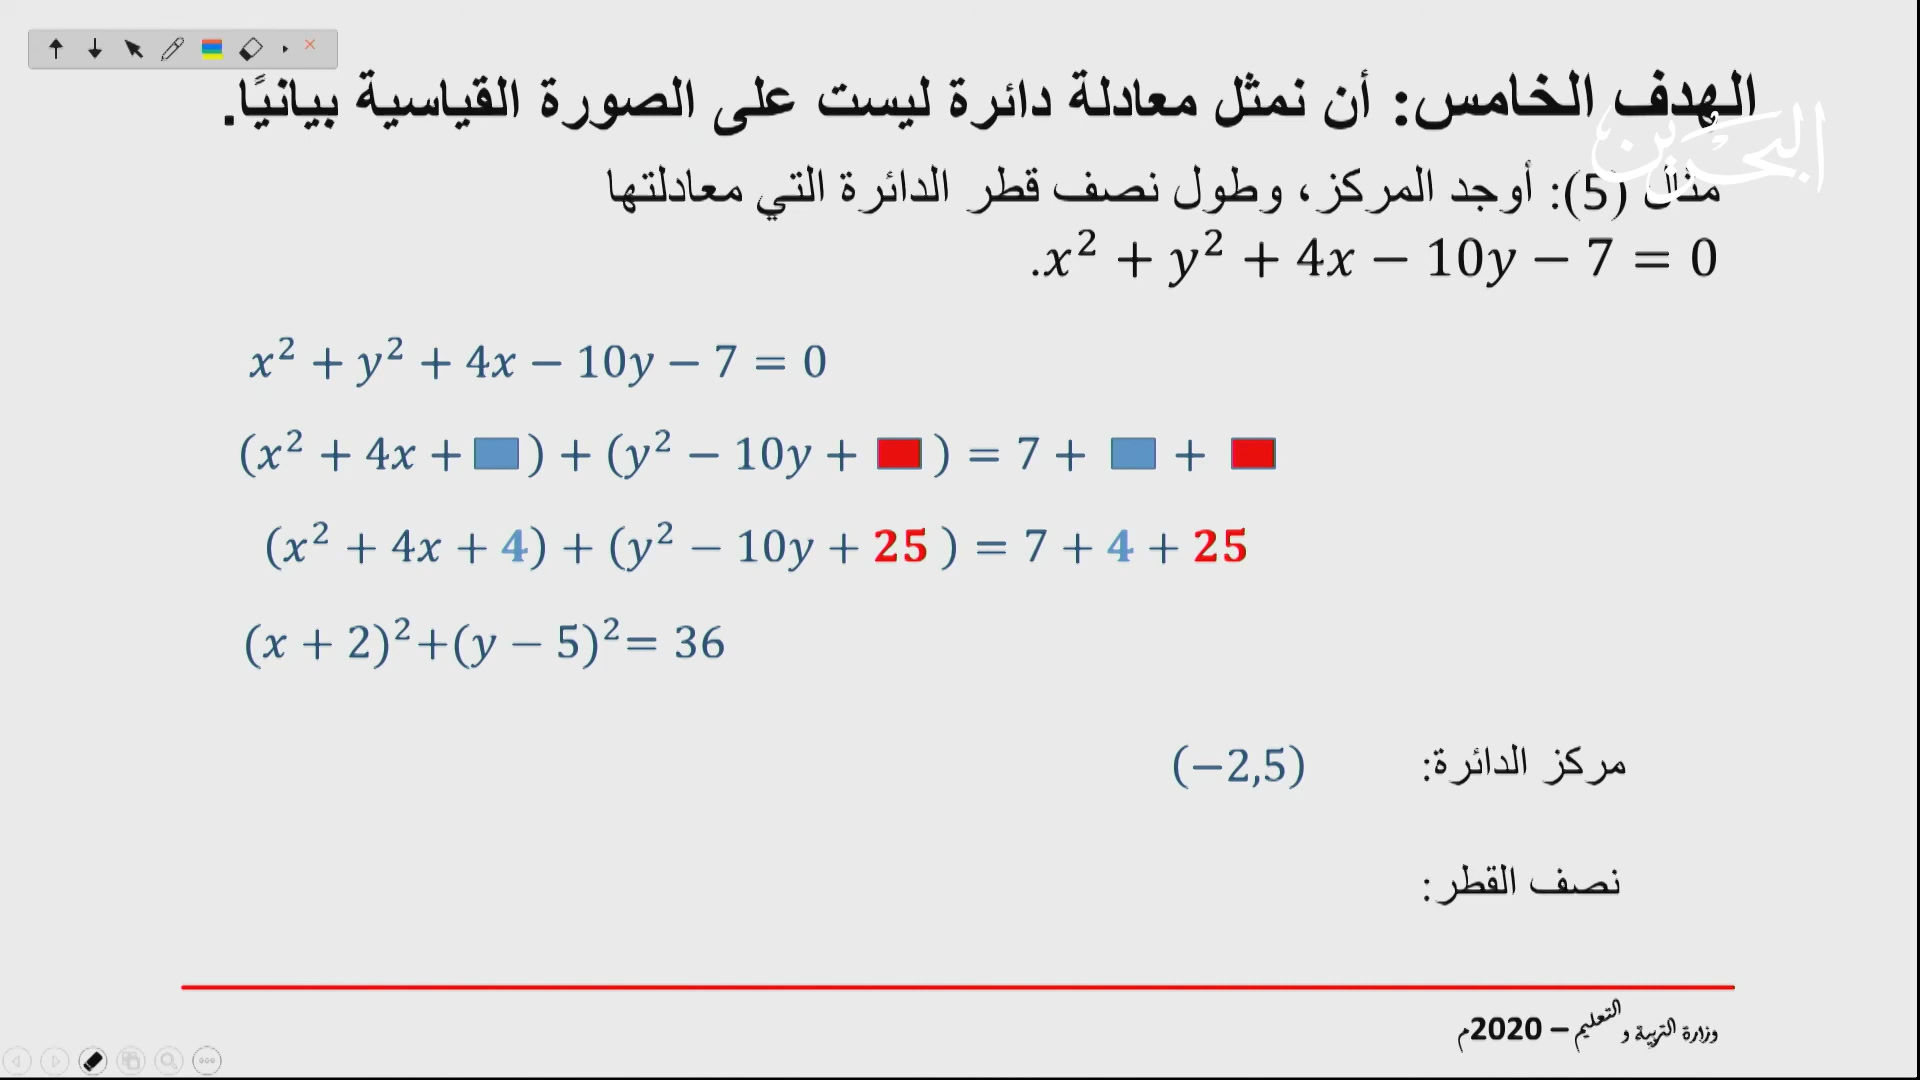 الهدف الخامس: أن نمثل معادلة دائرة ليست على الصورة القياسية بيانيًا.
البحرين
مثال (5): أوجد المركز، وطول نصف قطر الدائرة التي معادلتها
x² + y² + 4x − 10y − 7 = 0.
x² + y² + 4x − 10y − 7 = 0
(x² + 4x + ) + (y² − 10y + ) = 7 + +
(x² + 4x + 4) + (y² − 10y + 25 ) = 7 + 4 + 25
(x + 2)²+(y − 5)²= 36
مركز الدائرة: (−2,5)
نصف القطر:
وزارة التربية و التعليم – 2020م